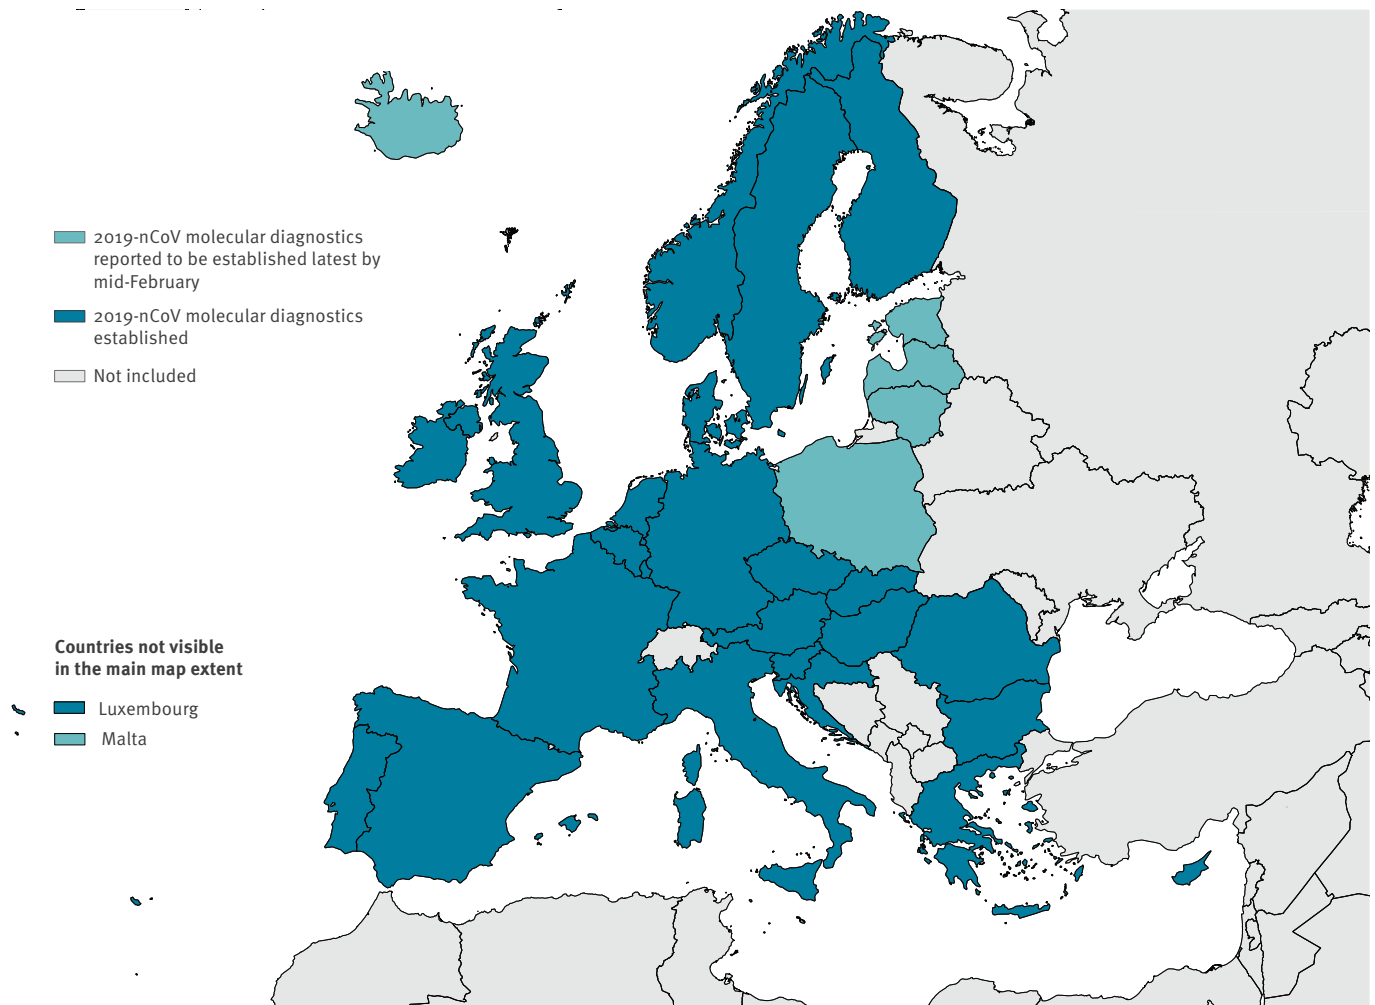 2019-nCoV molecular diagnostics
reported to be established latest by
mid-February
2019-nCoV molecular diagnostics
established
Not included
Countries not visible
in the main map extent
Luxembourg
Malta